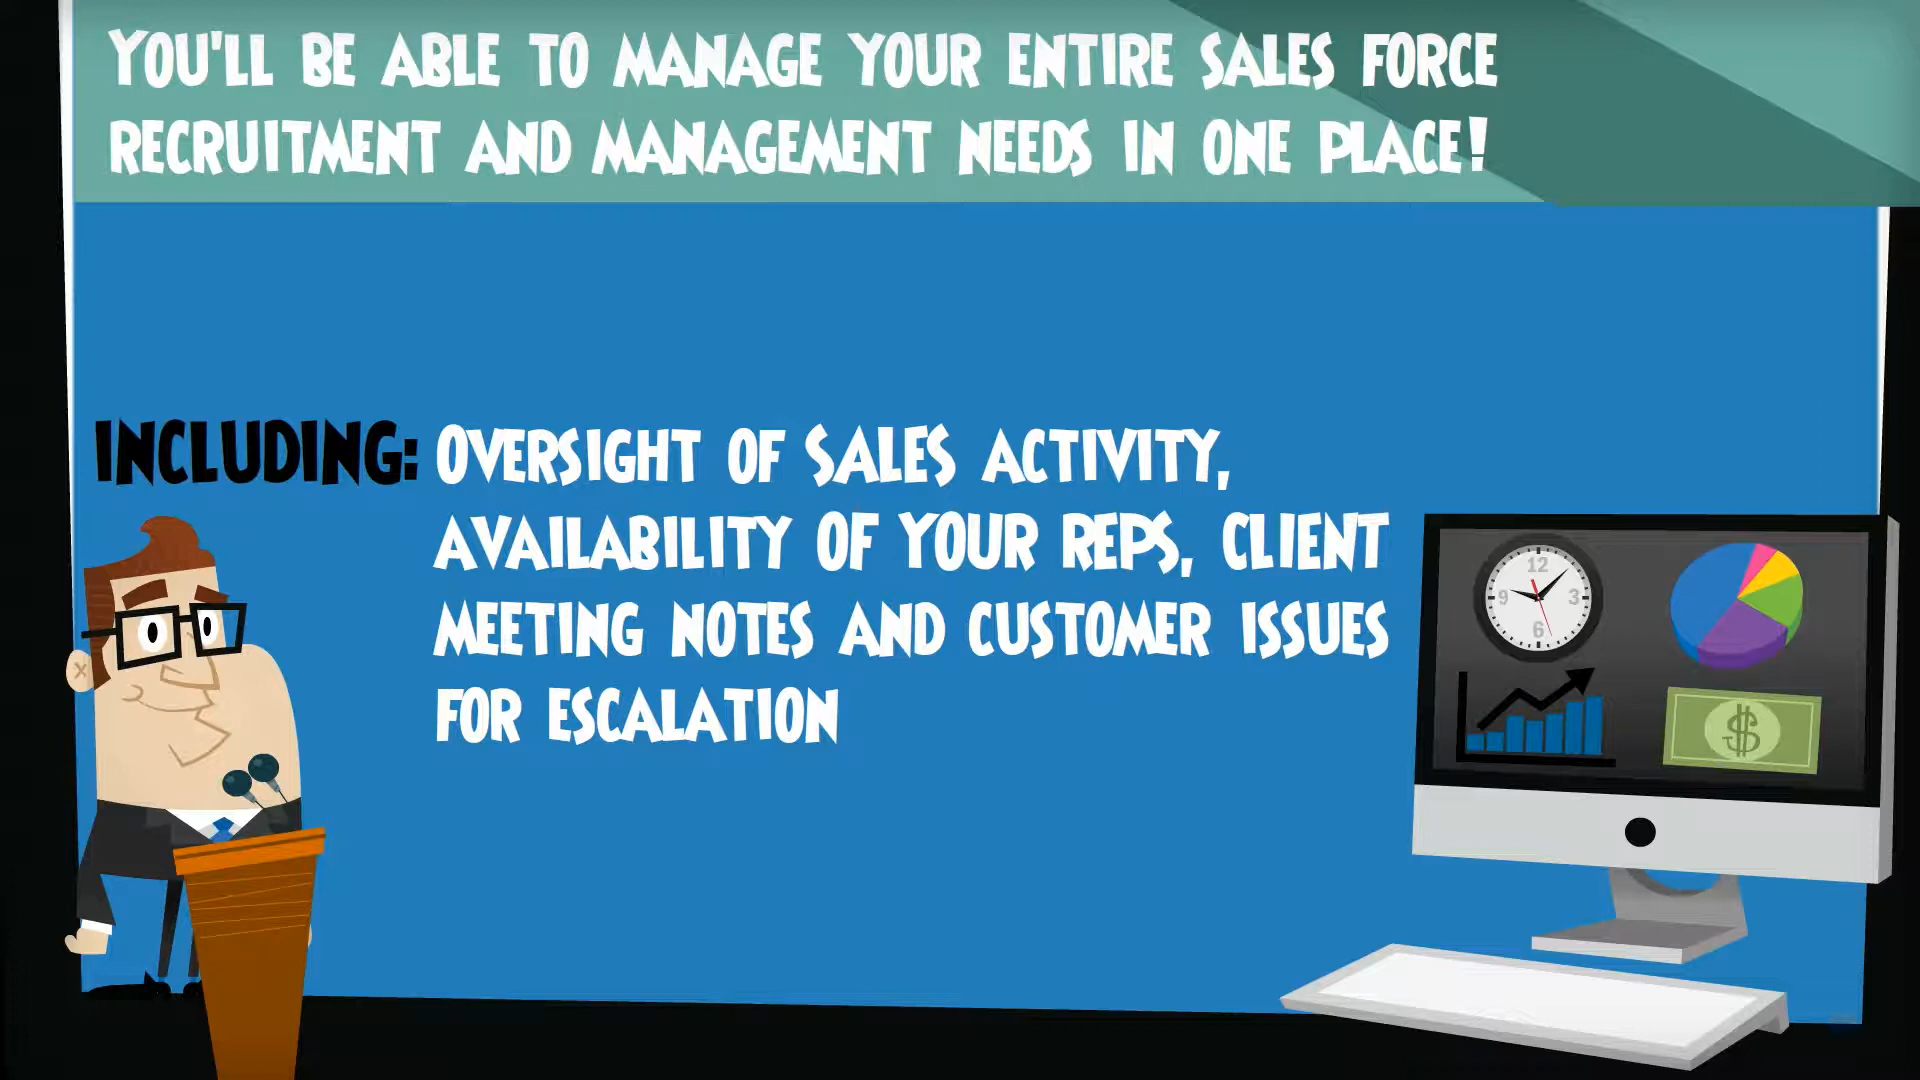 YOU'LL BE ABLE TO MANAGE YOUR ENTIRE SALES FORCE
RECRUITMENT AND MANAGEMENT NEEDS IN ONE PLACE!
INCLUDING: OVERSIGHT OF SALES ACTIVITY,
AVAILABILITY OF YOUR REPS, CLIENT
MEETING NOTES AND CUSTOMER ISSUES
FOR ESCALATION
12
9 3
6
$